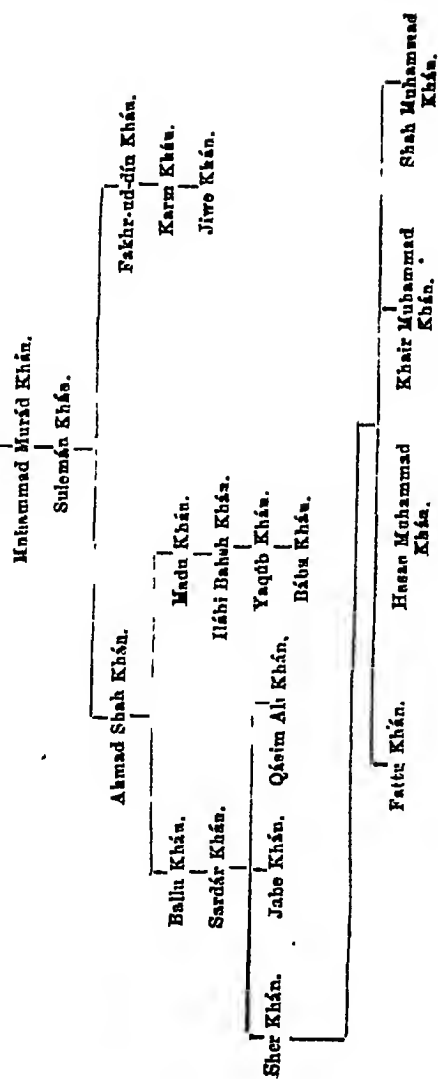 Muhammad Murád Khán.
Sulemán Khán.
Ahmad Shah Khán.
Fakhr-ud-dín Khán.
Ballu Khán.
Madu Khán.
Karm Khán.
Sardár Khán.
Iláhi Bahsh Khán.
Jiwe Khán.
Sher Khán.
Jabe Khán.
Qásim Ali Khán.
Yaqúb Khán.
Bábu Khán.
Fattu Khán.
Hasan Muhammad
Khán.
Khair Muhammad
Khán.
Shah Muhammad
Khán.